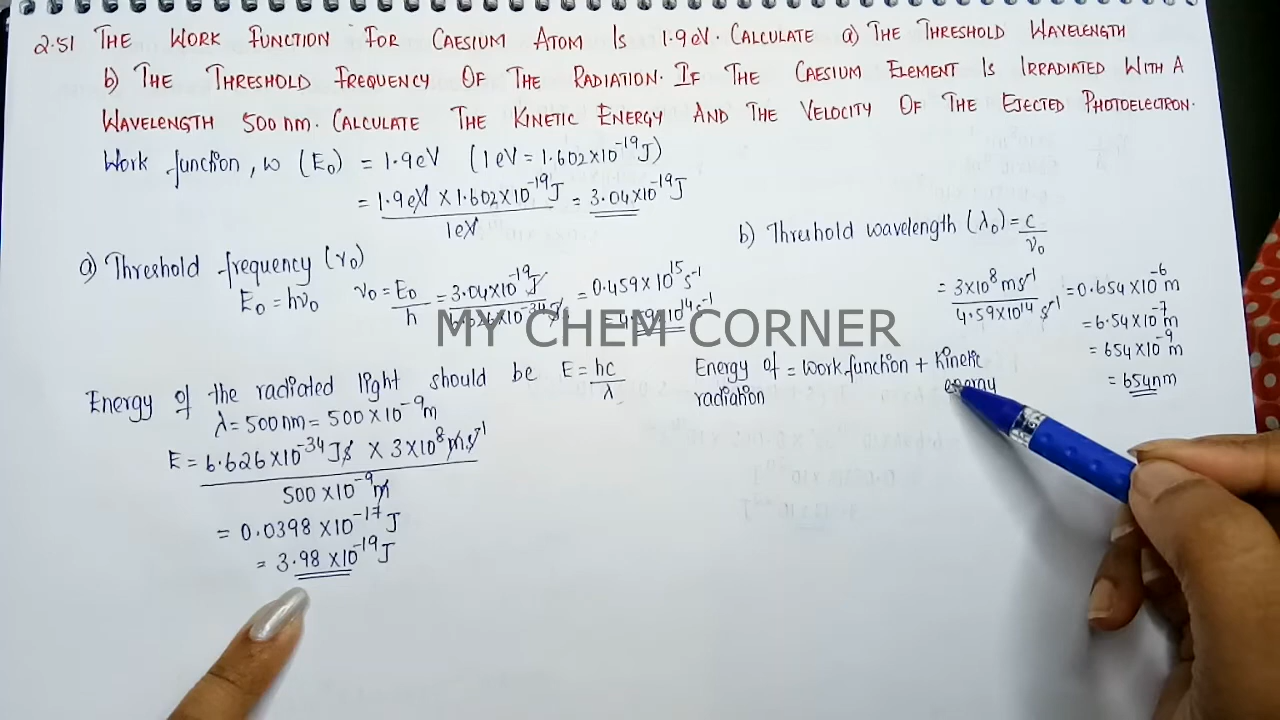 2.51 THE WORK FUNCTION FOR CAESIUM ATOM IS 1.9eV. CALCULATE a) THE THRESHOLD WAVELENGTH
b) THE THRESHOLD FREQUENCY OF THE RADIATION. IF THE CAESIUM ELEMENT IS IRRADIATED WITH A
WAVELENGTH 500 nm. CALCULATE THE KINETIC ENERGY AND THE VELOCITY OF THE EJECTED PHOTOELECTRON.
Work function, w (E₀) = 1.9eV (1eV = 1.602×10⁻¹⁹J)
= 1.9eV × 1.602×10⁻¹⁹J / 1eV = 3.04×10⁻¹⁹J
a) Threshold frequency (ν₀)
E₀ = hν₀ ν₀ = E₀/h = 3.04×10⁻¹⁹J / 6.626×10⁻³⁴Js = 0.459×10¹⁵s⁻¹
= 4.59×10¹⁴s⁻¹
b) Threshold wavelength (λ₀) = c/ν₀
= 3×10⁸ms⁻¹ / 4.59×10¹⁴s⁻¹ = 0.654×10⁻⁶m
= 6.54×10⁻⁷m
= 654×10⁻⁹m
= 654nm
MY CHEM CORNER
Energy of the radiated light should be E = hc/λ
λ = 500nm = 500×10⁻⁹m
E = 6.626×10⁻³⁴Js × 3×10⁸ms⁻¹ / 500×10⁻⁹m
= 0.0398×10⁻¹⁷J
= 3.98×10⁻¹⁹J
Energy of = Work function + Kinetic
radiation energy